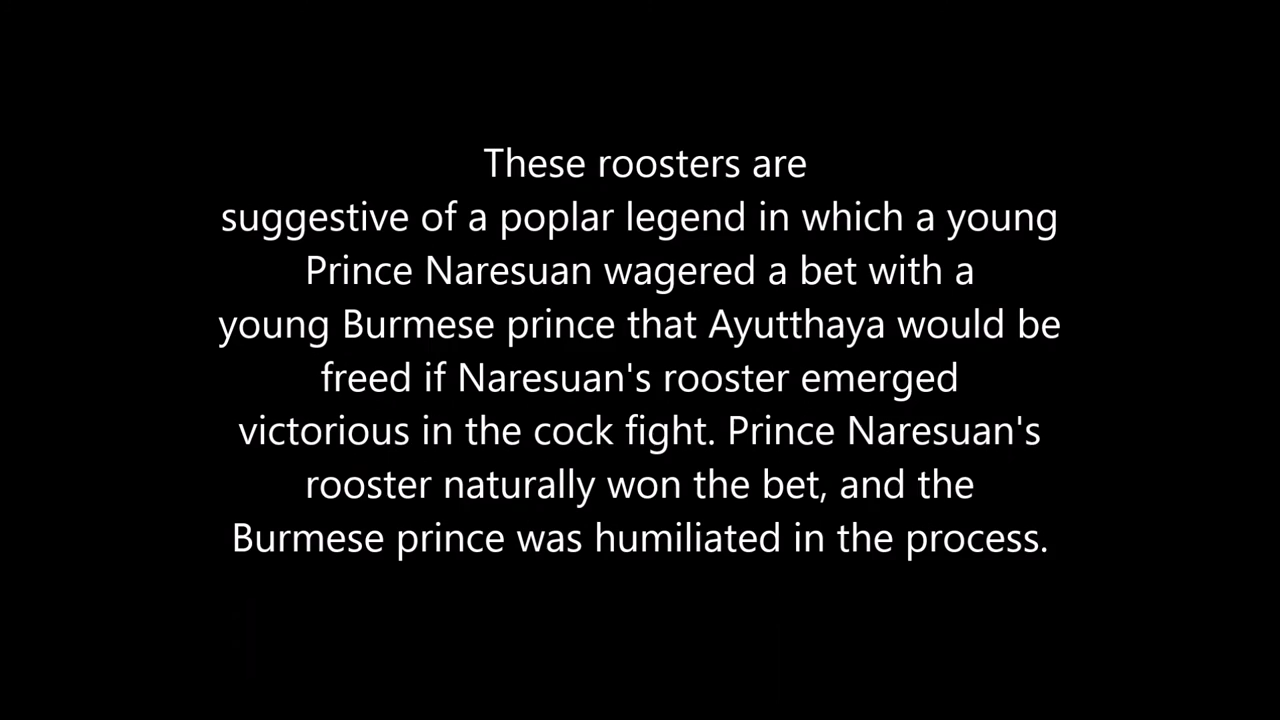 These roosters are
suggestive of a poplar legend in which a young
Prince Naresuan wagered a bet with a
young Burmese prince that Ayutthaya would be
freed if Naresuan's rooster emerged
victorious in the cock fight. Prince Naresuan's
rooster naturally won the bet, and the
Burmese prince was humiliated in the process.